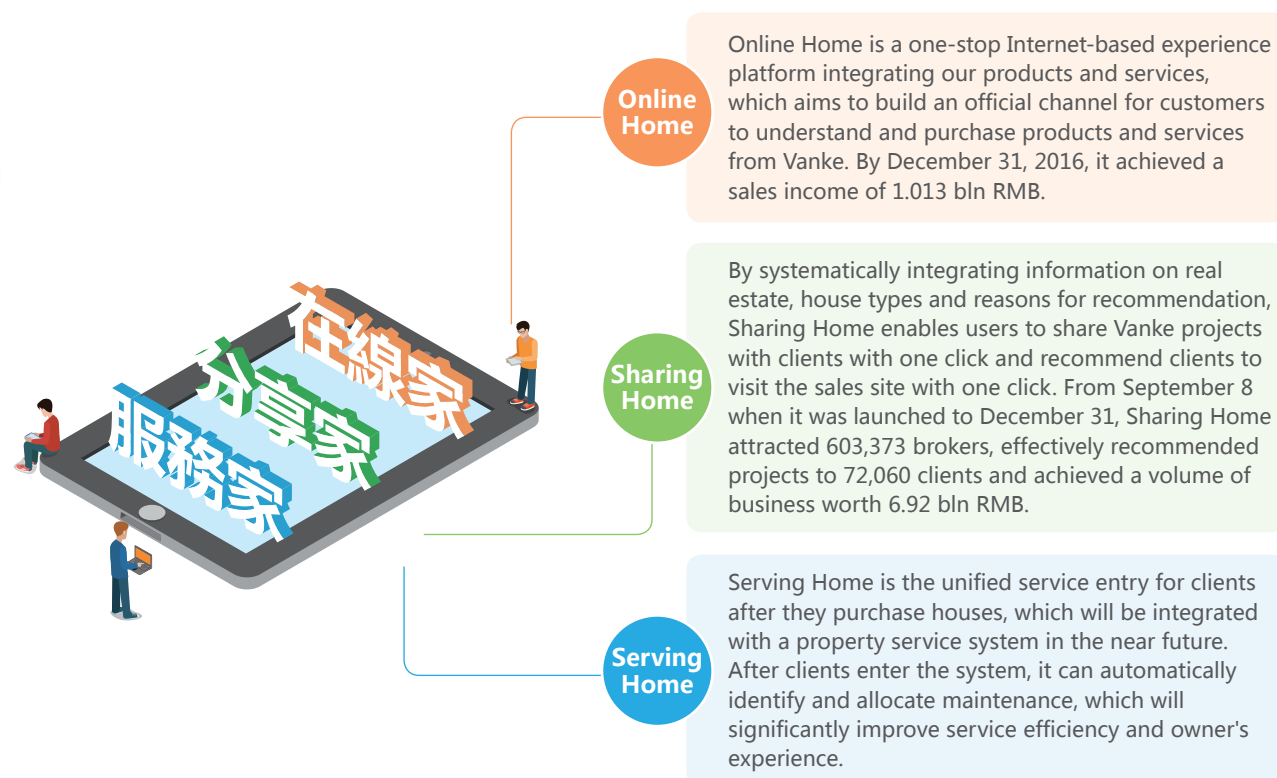 Online
Home
Online Home is a one-stop Internet-based experience
platform integrating our products and services,
which aims to build an official channel for customers
to understand and purchase products and services
from Vanke. By December 31, 2016, it achieved a
sales income of 1.013 bln RMB.
在線家
分享家
服務家
Sharing
Home
By systematically integrating information on real
estate, house types and reasons for recommendation,
Sharing Home enables users to share Vanke projects
with clients with one click and recommend clients to
visit the sales site with one click. From September 8
when it was launched to December 31, Sharing Home
attracted 603,373 brokers, effectively recommended
projects to 72,060 clients and achieved a volume of
business worth 6.92 bln RMB.
Serving
Home
Serving Home is the unified service entry for clients
after they purchase houses, which will be integrated
with a property service system in the near future.
After clients enter the system, it can automatically
identify and allocate maintenance, which will
significantly improve service efficiency and owner's
experience.